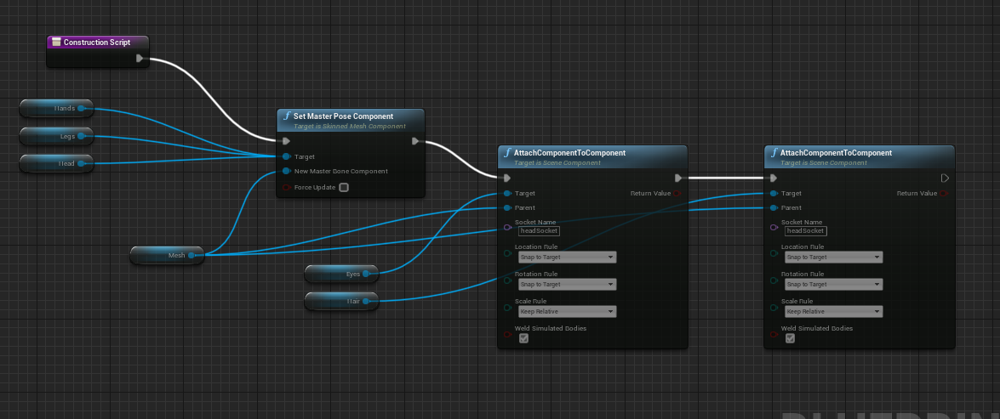 Construction Script
Hands
Legs
Head
Set Master Pose Component
Target is Skinned Mesh Component
Target
New Master Bone Component
Force Update
Mesh
Eyes
Hair
AttachComponentToComponent
Target is Scene Component
Target
Return Value
Parent
Socket Name
headSocket
Location Rule
Snap to Target
Rotation Rule
Snap to Target
Scale Rule
Keep Relative
Weld Simulated Bodies
AttachComponentToComponent
Target is Scene Component
Target
Return Value
Parent
Socket Name
headSocket
Location Rule
Snap to Target
Rotation Rule
Snap to Target
Scale Rule
Keep Relative
Weld Simulated Bodies